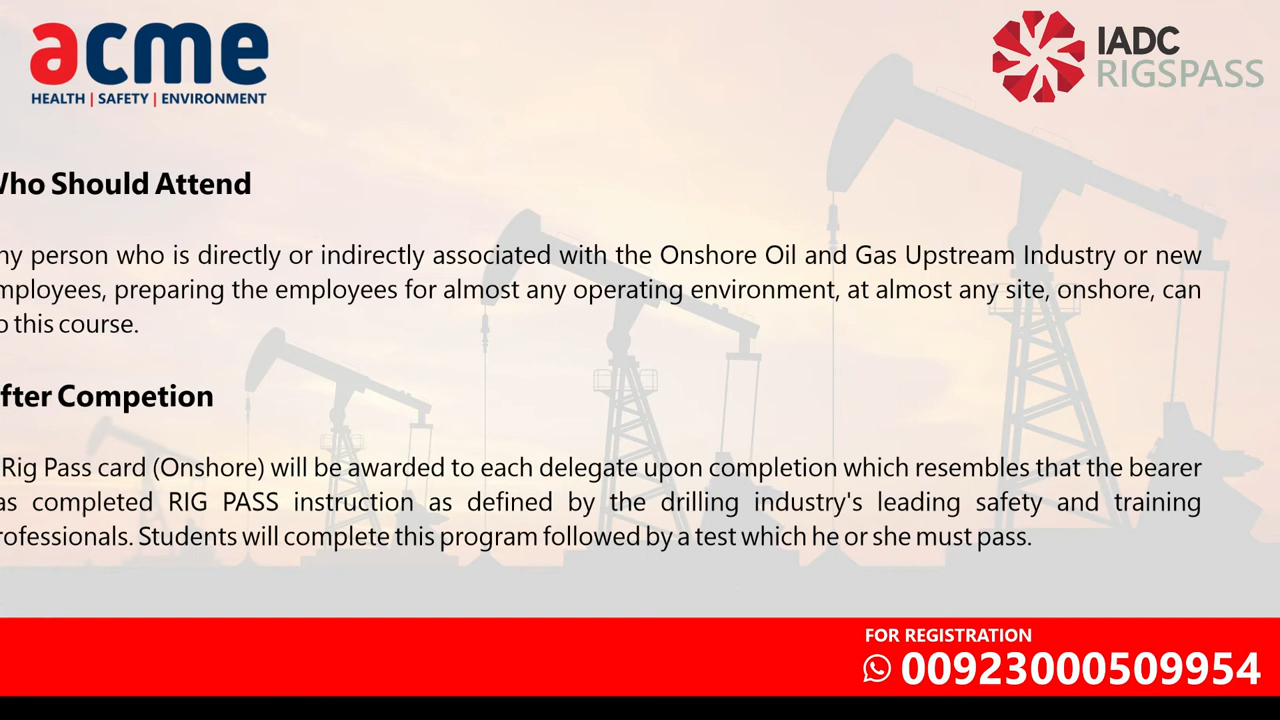 acme
HEALTH | SAFETY | ENVIRONMENT
IADC
RIGSPASS
Who Should Attend
ny person who is directly or indirectly associated with the Onshore Oil and Gas Upstream Industry or new
mployees, preparing the employees for almost any operating environment, at almost any site, onshore, can
o this course.
fter Competion
Rig Pass card (Onshore) will be awarded to each delegate upon completion which resembles that the bearer
as completed RIG PASS instruction as defined by the drilling industry's leading safety and training
rofessionals. Students will complete this program followed by a test which he or she must pass.
FOR REGISTRATION
00923000509954